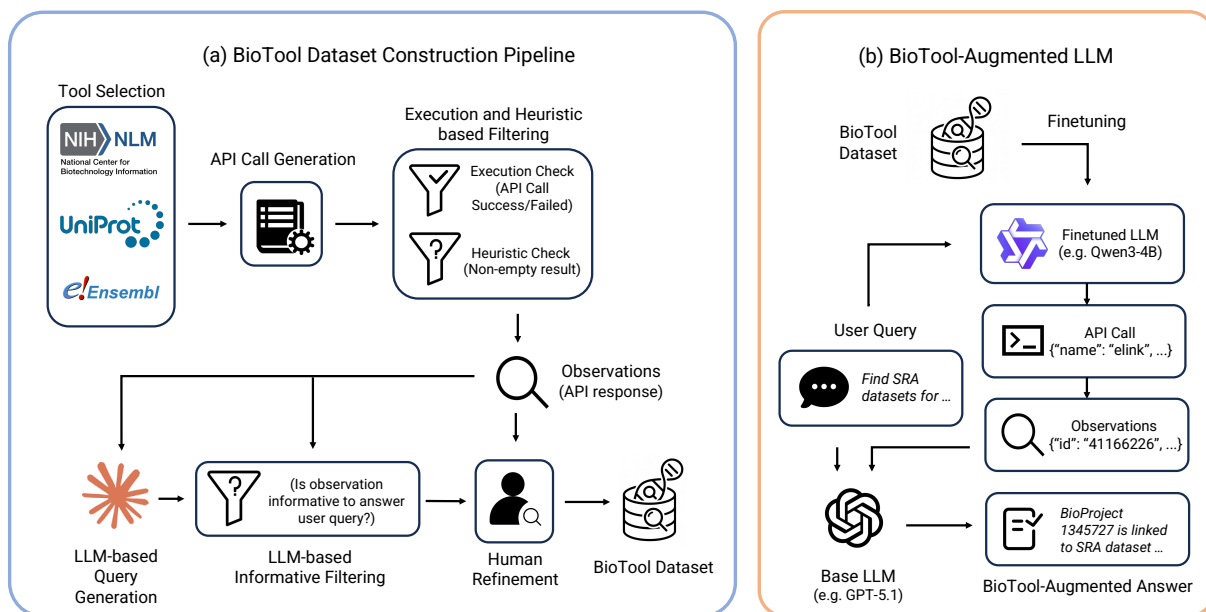 (a) BioTool Dataset Construction Pipeline
Tool Selection
NIH NLM
National Center for
Biotechnology Information
UniProt
e!Ensembl
API Call Generation
Execution and Heuristic
based Filtering
Execution Check
(API Call
Success/Failed)
?
Heuristic Check
(Non-empty result)
Observations
(API response)
LLM-based
Query
Generation
?
(Is observation
informative to answer
user query?)
LLM-based
Informative Filtering
Human
Refinement
BioTool Dataset
(b) BioTool-Augmented LLM
BioTool
Dataset
Finetuning
Finetuned LLM
(e.g. Qwen3-4B)
User Query
Find SRA
datasets for ...
API Call
{“name”: “elink”, ...}
Observations
{“id”: “41166226”, ...}
Base LLM
(e.g. GPT-5.1)
BioProject
1345727 is linked
to SRA dataset ...
BioTool-Augmented Answer